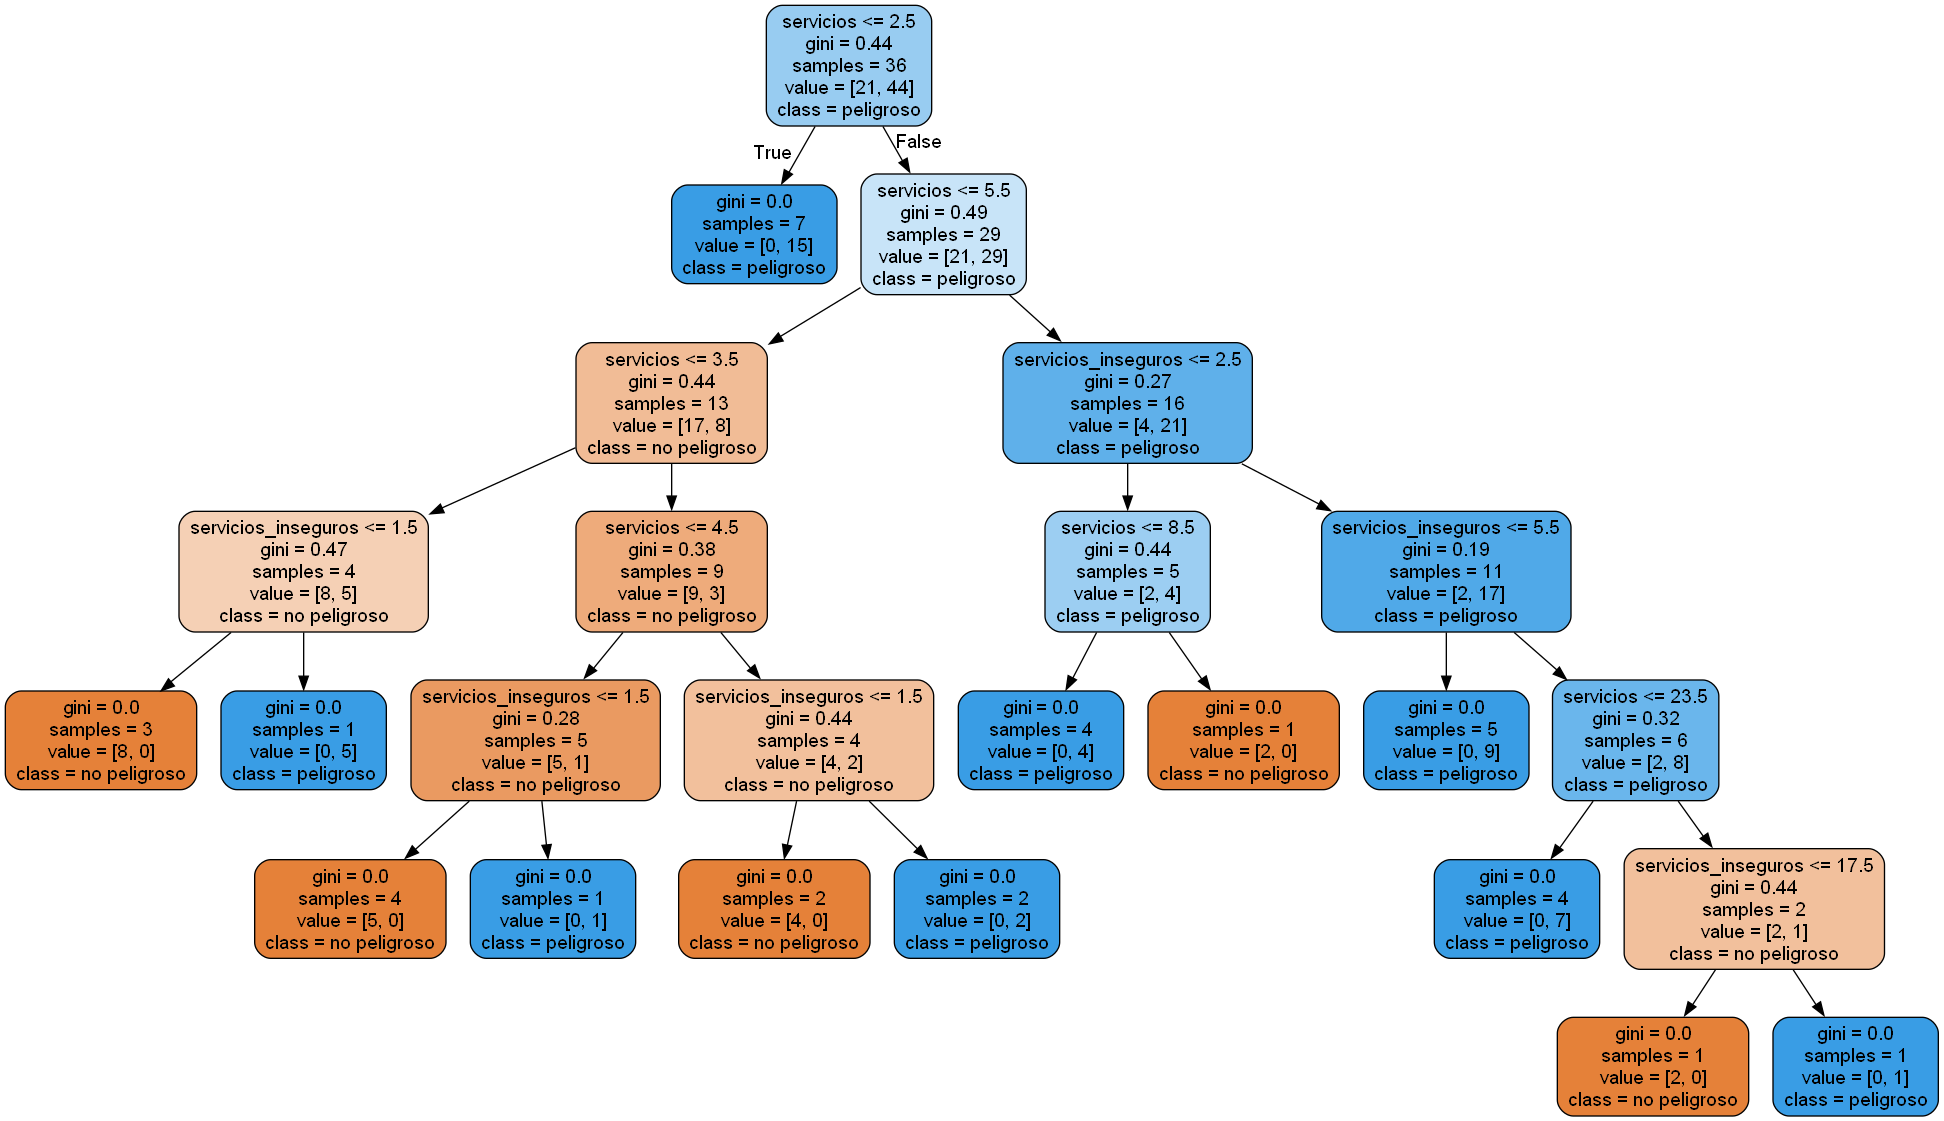 servicios <= 2.5
gini = 0.44
samples = 36
value = [21, 44]
class = peligroso
True
False
gini = 0.0
samples = 7
value = [0, 15]
class = peligroso
servicios <= 5.5
gini = 0.49
samples = 29
value = [21, 29]
class = peligroso
servicios <= 3.5
gini = 0.44
samples = 13
value = [17, 8]
class = no peligroso
servicios_inseguros <= 2.5
gini = 0.27
samples = 16
value = [4, 21]
class = peligroso
servicios_inseguros <= 1.5
gini = 0.47
samples = 4
value = [8, 5]
class = no peligroso
servicios <= 4.5
gini = 0.38
samples = 9
value = [9, 3]
class = no peligroso
servicios <= 8.5
gini = 0.44
samples = 5
value = [2, 4]
class = peligroso
servicios_inseguros <= 5.5
gini = 0.19
samples = 11
value = [2, 17]
class = peligroso
gini = 0.0
samples = 3
value = [8, 0]
class = no peligroso
gini = 0.0
samples = 1
value = [0, 5]
class = peligroso
servicios_inseguros <= 1.5
gini = 0.28
samples = 5
value = [5, 1]
class = no peligroso
servicios_inseguros <= 1.5
gini = 0.44
samples = 4
value = [4, 2]
class = no peligroso
gini = 0.0
samples = 4
value = [0, 4]
class = peligroso
gini = 0.0
samples = 1
value = [2, 0]
class = no peligroso
gini = 0.0
samples = 5
value = [0, 9]
class = peligroso
servicios <= 23.5
gini = 0.32
samples = 6
value = [2, 8]
class = peligroso
gini = 0.0
samples = 4
value = [5, 0]
class = no peligroso
gini = 0.0
samples = 1
value = [0, 1]
class = peligroso
gini = 0.0
samples = 2
value = [4, 0]
class = no peligroso
gini = 0.0
samples = 2
value = [0, 2]
class = peligroso
gini = 0.0
samples = 4
value = [0, 7]
class = peligroso
servicios_inseguros <= 17.5
gini = 0.44
samples = 2
value = [2, 1]
class = no peligroso
gini = 0.0
samples = 1
value = [2, 0]
class = no peligroso
gini = 0.0
samples = 1
value = [0, 1]
class = peligroso